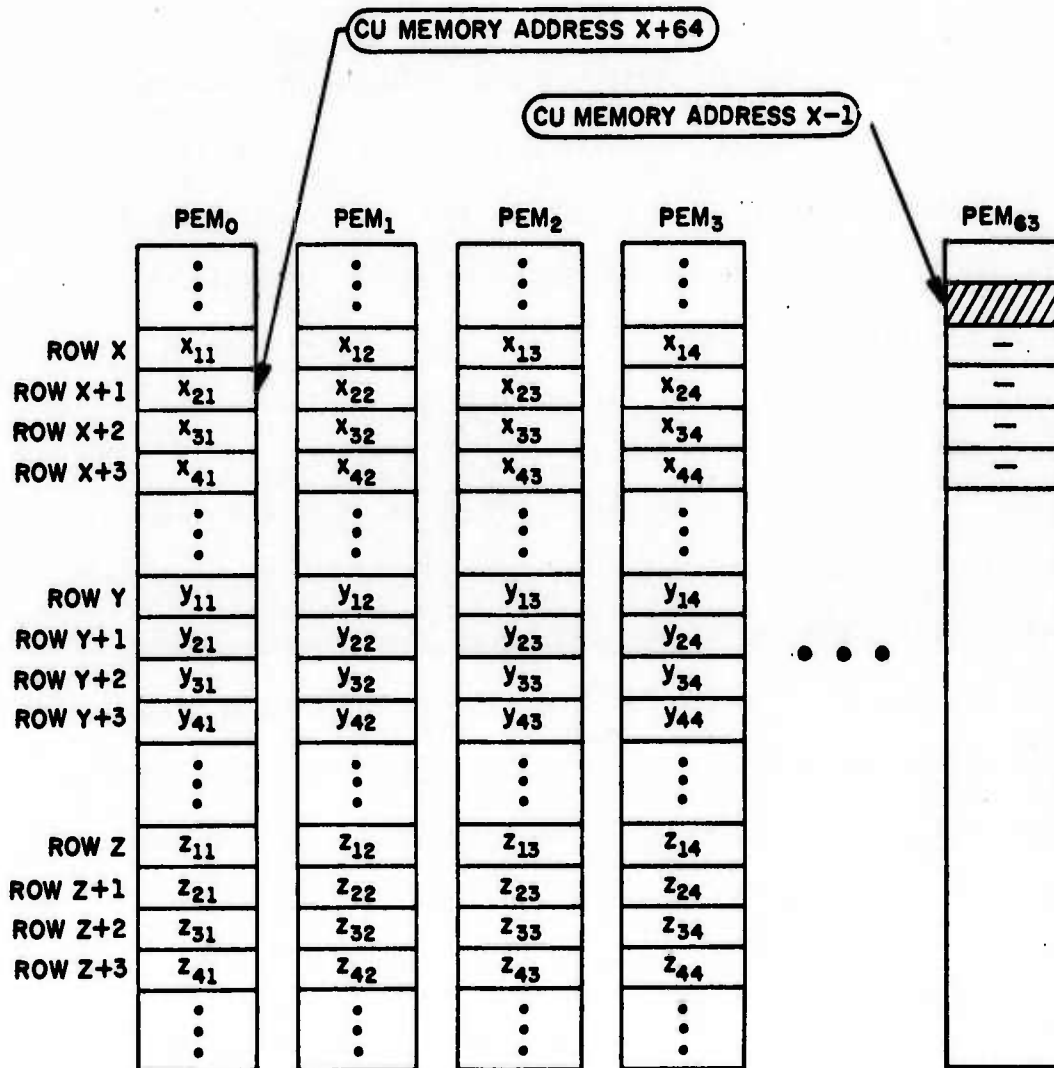 CU MEMORY ADDRESS X+64
CU MEMORY ADDRESS X-1
PEM₀ PEM₁ PEM₂ PEM₃ PEM₆₃
ROW X x₁₁ x₁₂ x₁₃ x₁₄ –
ROW X+1 x₂₁ x₂₂ x₂₃ x₂₄ –
ROW X+2 x₃₁ x₃₂ x₃₃ x₃₄ –
ROW X+3 x₄₁ x₄₂ x₄₃ x₄₄ –
ROW Y y₁₁ y₁₂ y₁₃ y₁₄
ROW Y+1 y₂₁ y₂₂ y₂₃ y₂₄
ROW Y+2 y₃₁ y₃₂ y₃₃ y₃₄
ROW Y+3 y₄₁ y₄₂ y₄₃ y₄₄
ROW Z z₁₁ z₁₂ z₁₃ z₁₄
ROW Z+1 z₂₁ z₂₂ z₂₃ z₂₄
ROW Z+2 z₃₁ z₃₂ z₃₃ z₃₄
ROW Z+3 z₄₁ z₄₂ z₄₃ z₄₄